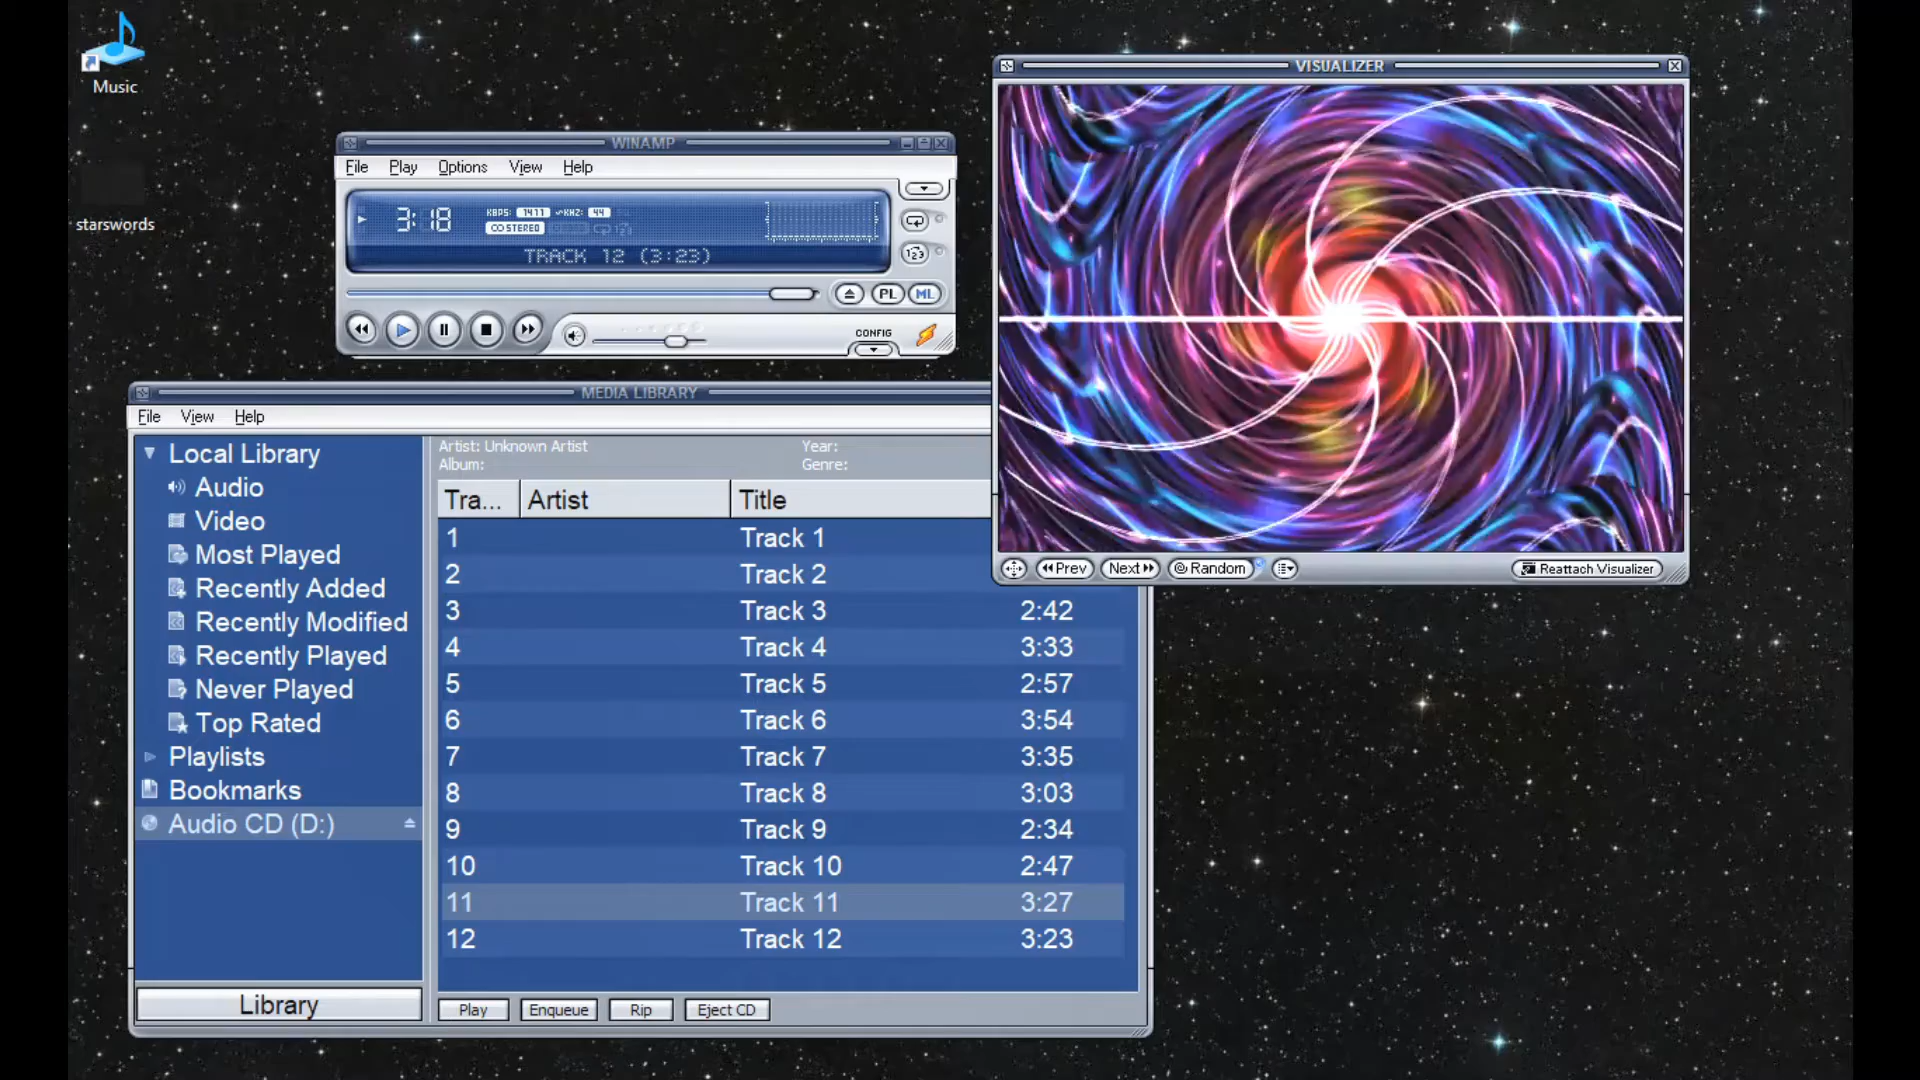 Music
starswords
WINAMP
File Play Options View Help
3:18
KBPS: 1411 KHZ: 44
CD STEREO
TRACK 12 (3:23)
PL ML
CONFIG
VISUALIZER
Prev Next Random Reattach Visualizer
MEDIA LIBRARY
File View Help
Local Library
Audio
Video
Most Played
Recently Added
Recently Modified
Recently Played
Never Played
Top Rated
Playlists
Bookmarks
Audio CD (D:)
Library
Artist: Unknown Artist Year:
Album: Genre:
Tra... Artist Title
1 Track 1
2 Track 2
3 Track 3 2:42
4 Track 4 3:33
5 Track 5 2:57
6 Track 6 3:54
7 Track 7 3:35
8 Track 8 3:03
9 Track 9 2:34
10 Track 10 2:47
11 Track 11 3:27
12 Track 12 3:23
Play Enqueue Rip Eject CD